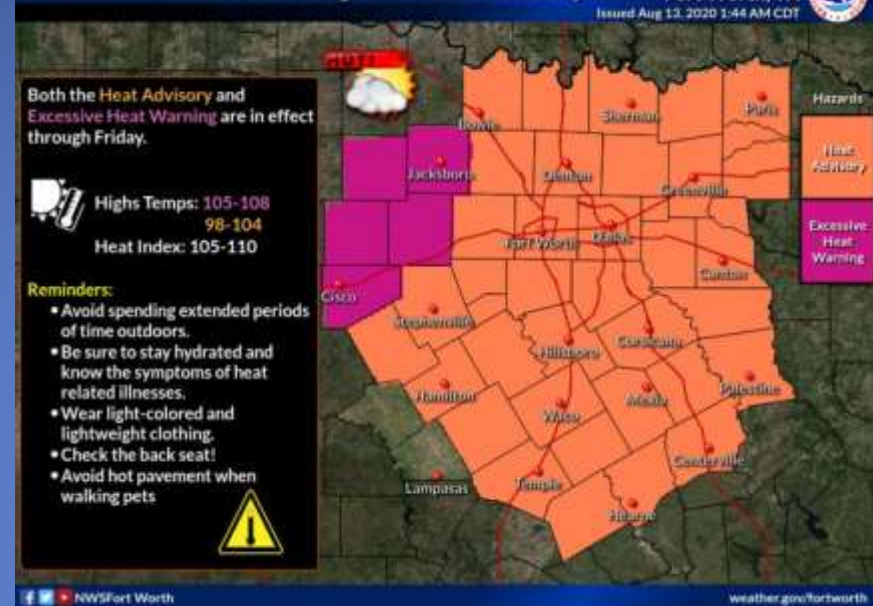 Issued Aug 13, 2020 1:44 AM CDT
Both the Heat Advisory and
Excessive Heat Warning are in effect
through Friday.
Highs Temps: 105-108
98-104
Heat Index: 105-110
Reminders:
• Avoid spending extended periods
of time outdoors.
• Be sure to stay hydrated and
know the symptoms of heat
related illnesses.
• Wear light-colored and
lightweight clothing.
• Check the back seat!
• Avoid hot pavement when
walking pets
HOT!
Bowie
Sherman
Paris
Jacksboro
Denton
Greenville
Fort Worth
Dallas
Canton
Cisco
Stephenville
Hillsboro
Corsicana
Hamilton
Waco
Mexia
Palestine
Lampasas
Temple
Centerville
Hearne
Hazards
Heat
Advisory
Excessive
Heat
Warning
NWSFort Worth
weather.gov/fortworth